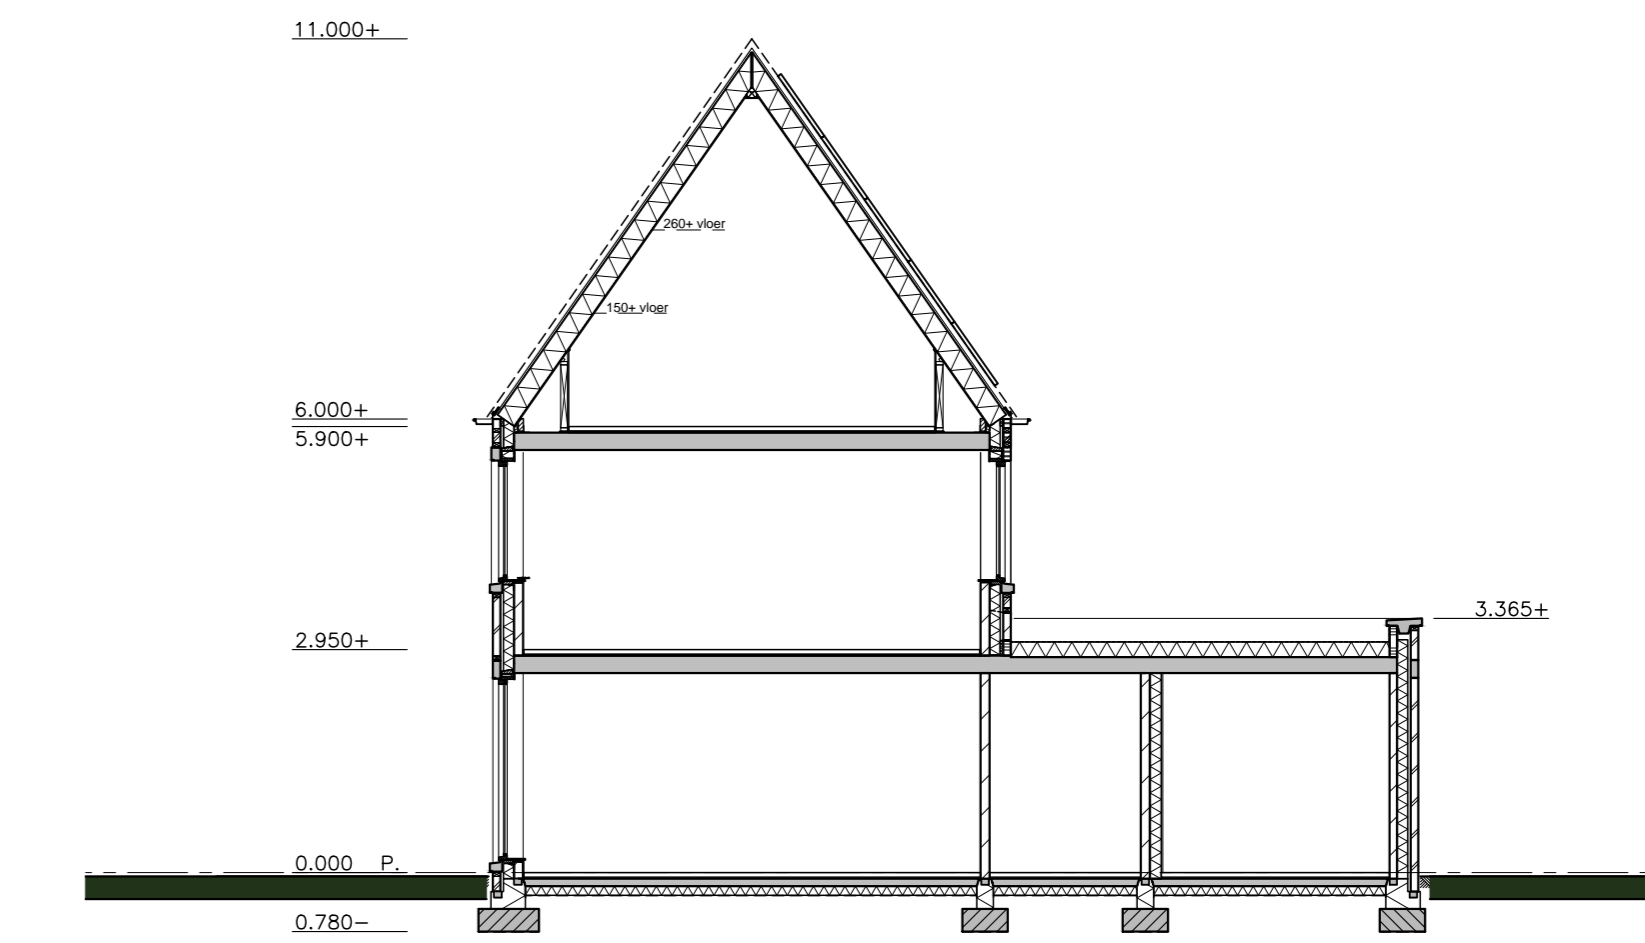 11.000+
260+ vloer
150+ vloer
6.000+
5.900+
3.365+
2.950+
0.000 P.
0.780-